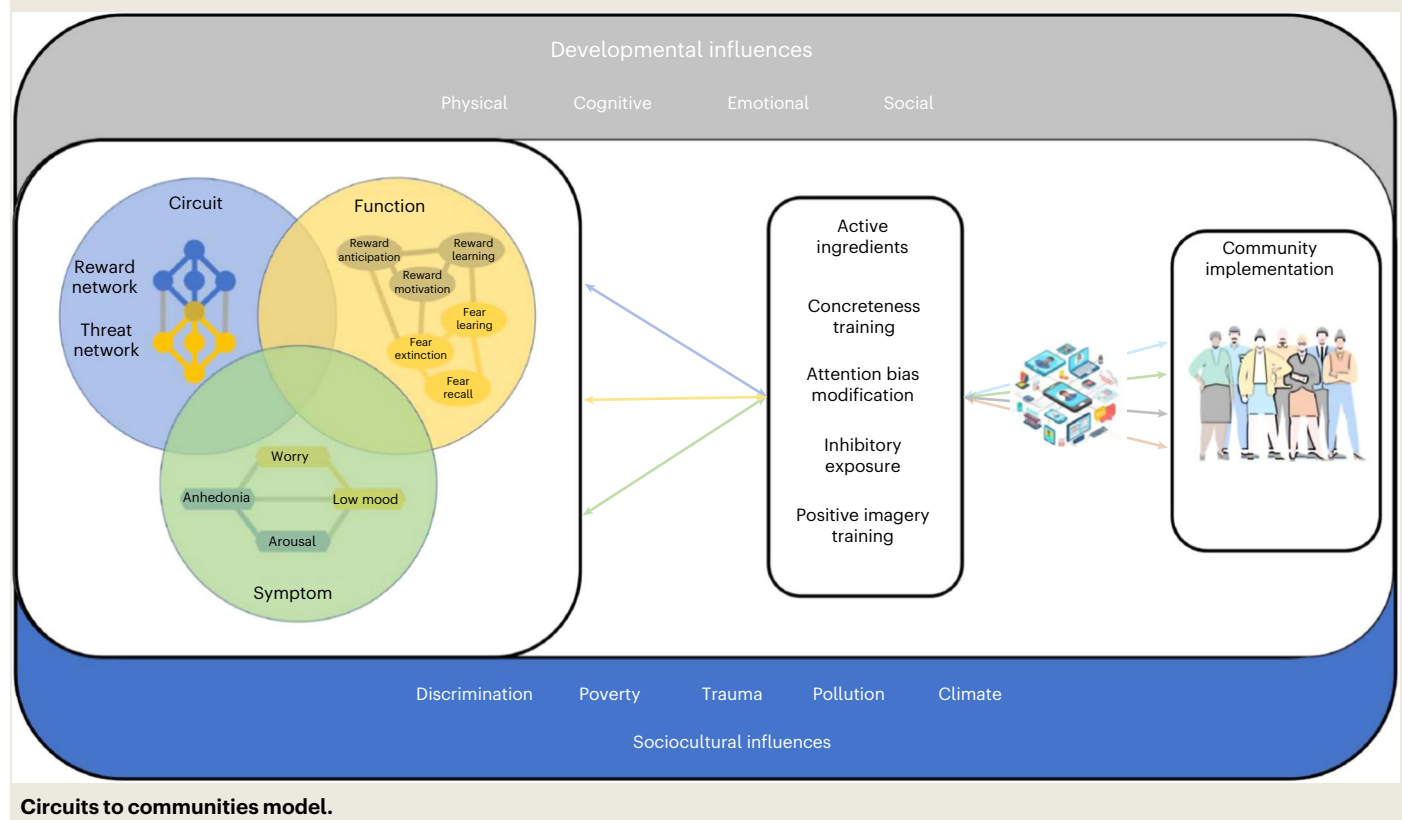 Developmental influences
Physical Cognitive Emotional Social
Circuit
Reward
network
Threat
network
Function
Reward
anticipation
Reward
learning
Reward
motivation
Fear
learing
Fear
extinction
Fear
recall
Worry
Anhedonia
Low mood
Arousal
Symptom
Active
ingredients
Concreteness
training
Attention bias
modification
Inhibitory
exposure
Positive imagery
training
Community
implementation
Discrimination Poverty Trauma Pollution Climate
Sociocultural influences
Circuits to communities model.